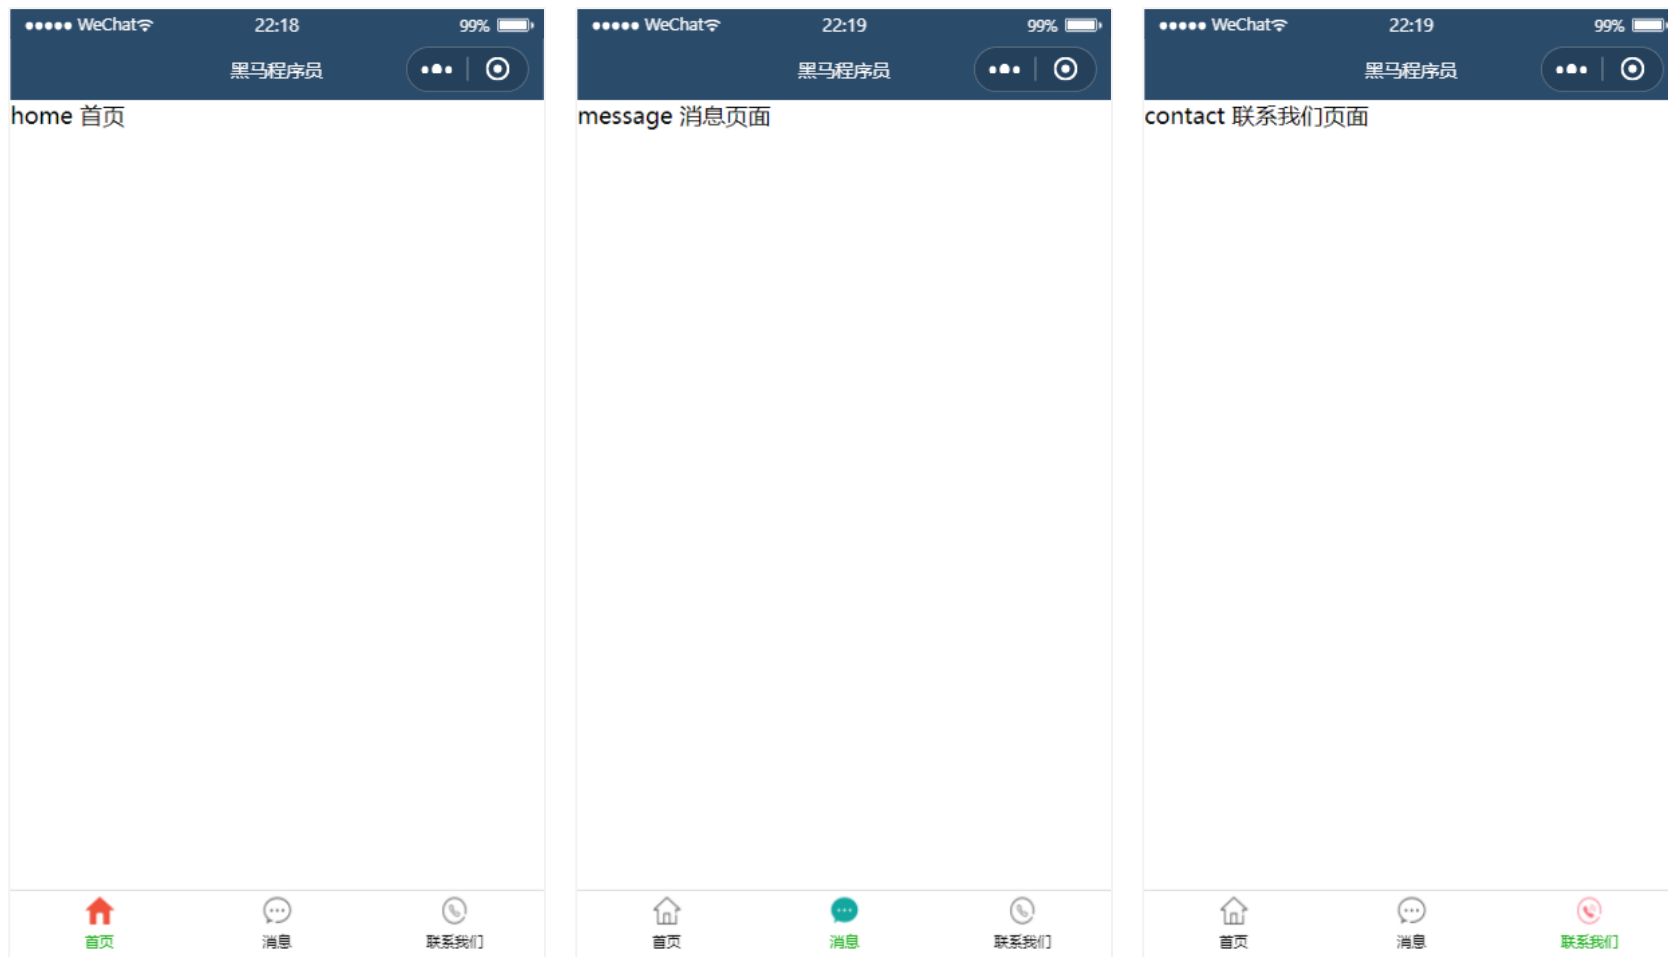 WeChat 22:18 99%
黑马程序员
home 首页
首页 消息 联系我们
WeChat 22:19 99%
黑马程序员
message 消息页面
首页 消息 联系我们
WeChat 22:19 99%
黑马程序员
contact 联系我们页面
首页 消息 联系我们